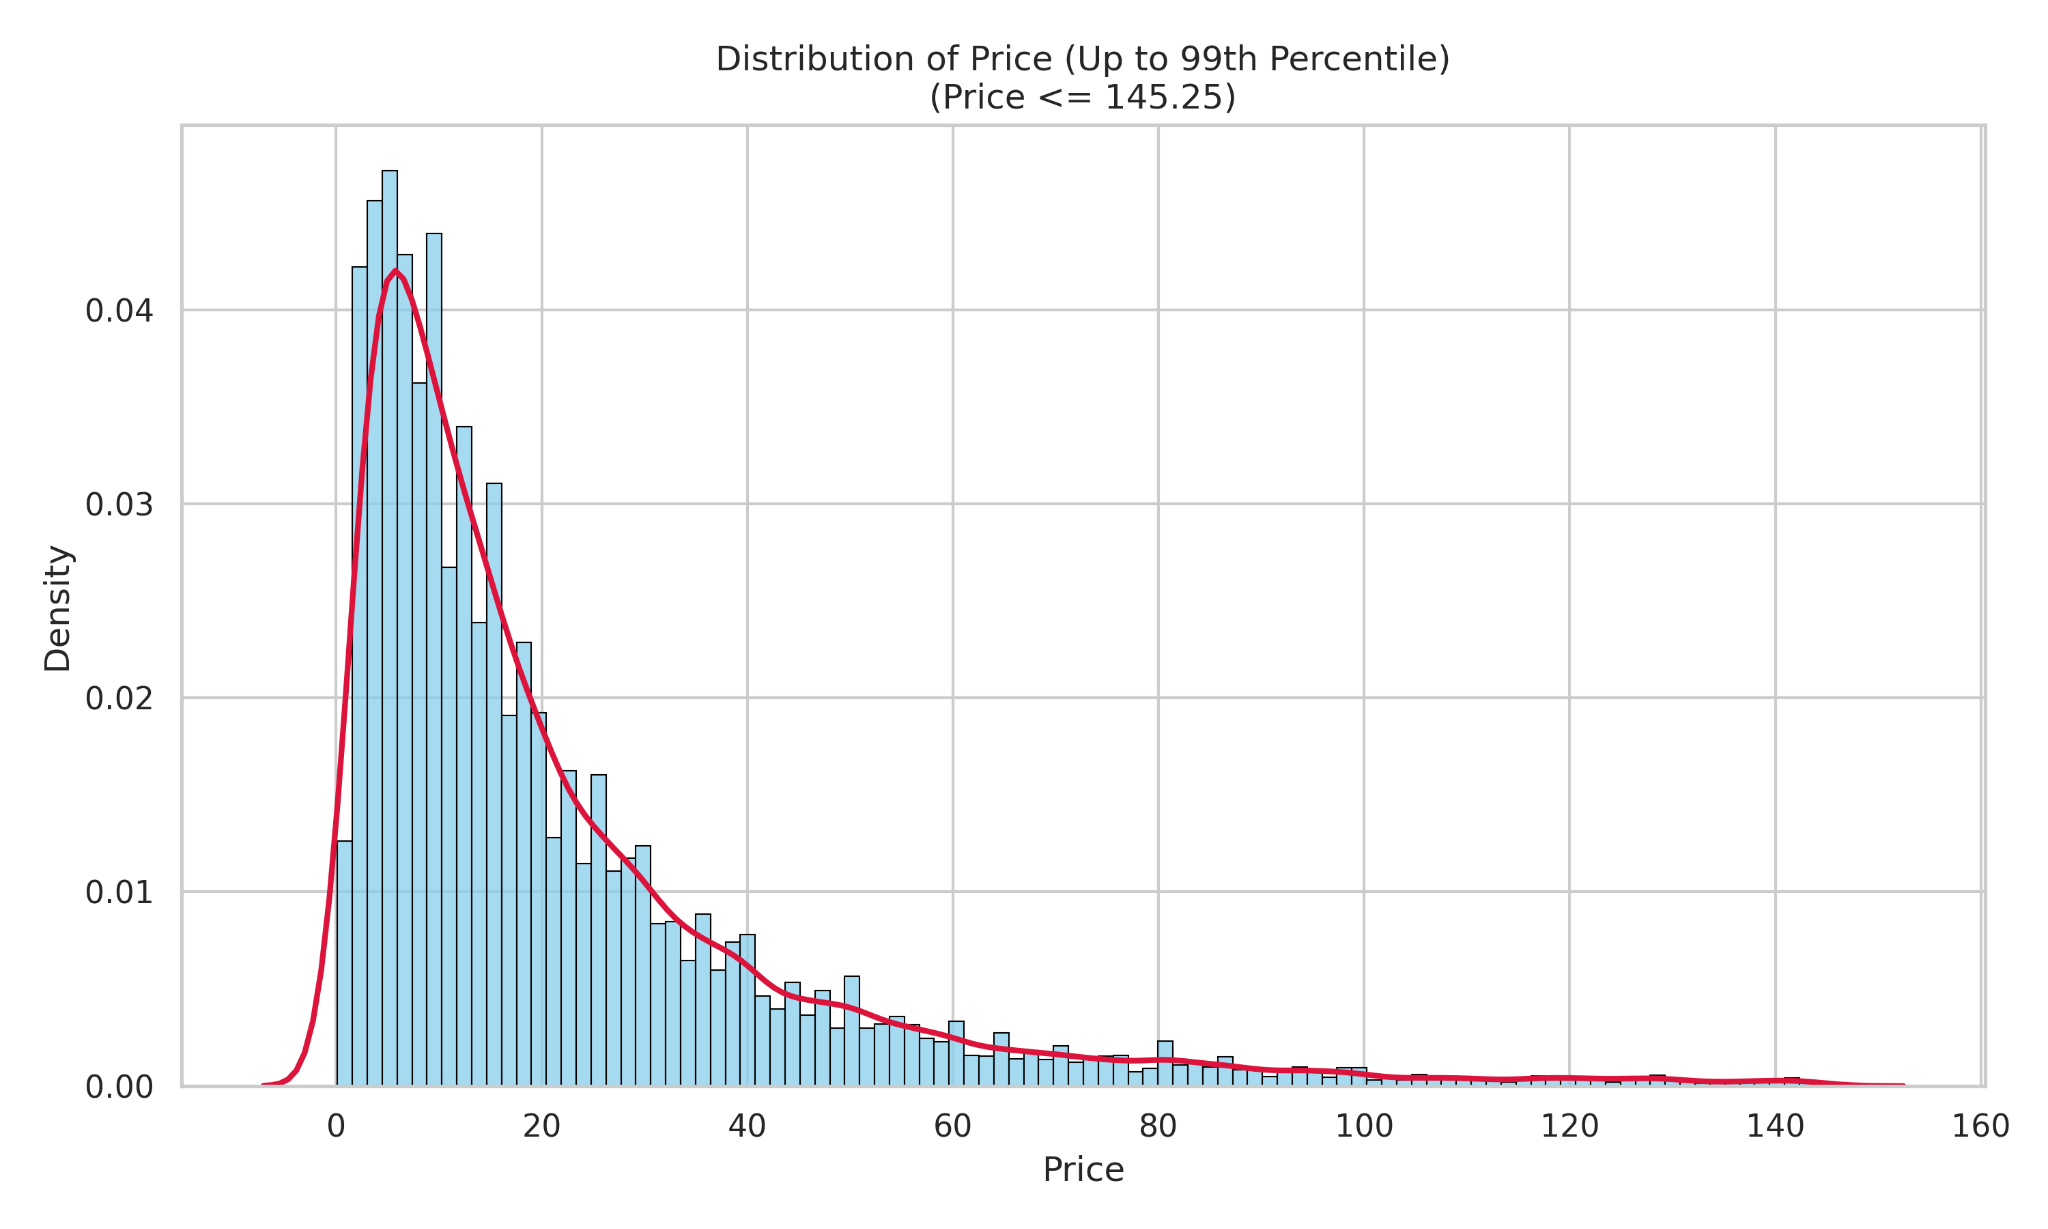 Distribution of Price (Up to 99th Percentile)
(Price <= 145.25)
Density
0.04
0.03
0.02
0.01
0.00
0 20 40 60 80 100 120 140 160
Price